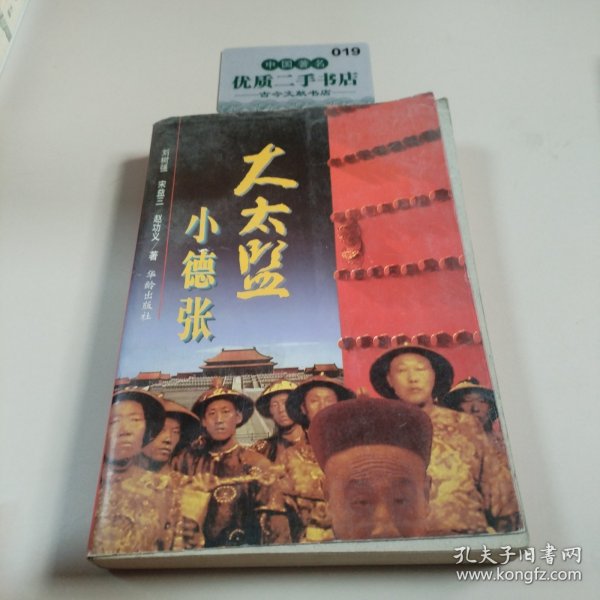 019
中国著名
优质二手书店
古今文献书店
大太监
小德张
刘树强 宋益三 赵功义/著
华龄出版社
孔夫子旧书网
www.kongfz.com